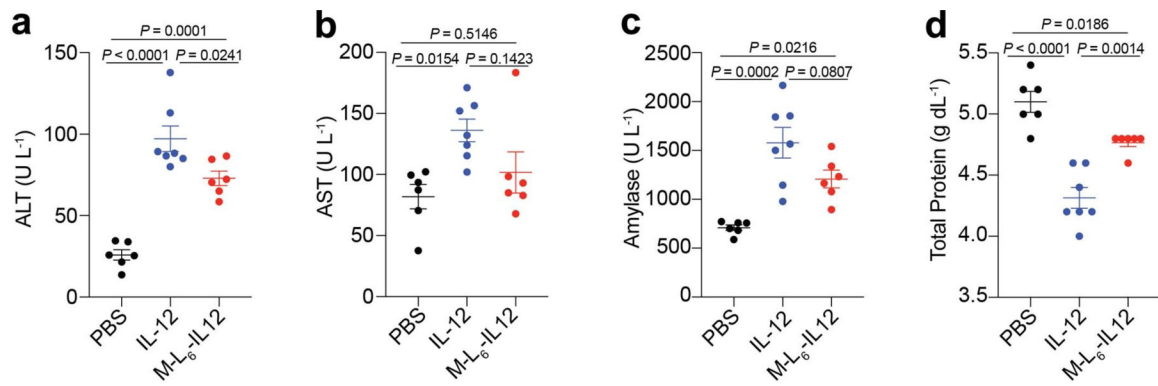 a
P = 0.0001
P < 0.0001 P = 0.0241
ALT (U L⁻¹)
150
100
50
0
PBS
IL-12
M-L₆-IL12
b
P = 0.5146
P = 0.0154 P = 0.1423
AST (U L⁻¹)
200
150
100
50
0
PBS
IL-12
M-L₆-IL12
c
P = 0.0216
P = 0.0002 P = 0.0807
Amylase (U L⁻¹)
2500
2000
1500
1000
500
0
PBS
IL-12
M-L₆-IL12
d
P = 0.0186
P < 0.0001 P = 0.0014
Total Protein (g dL⁻¹)
5.5
5.0
4.5
4.0
3.5
PBS
IL-12
M-L₆-IL12